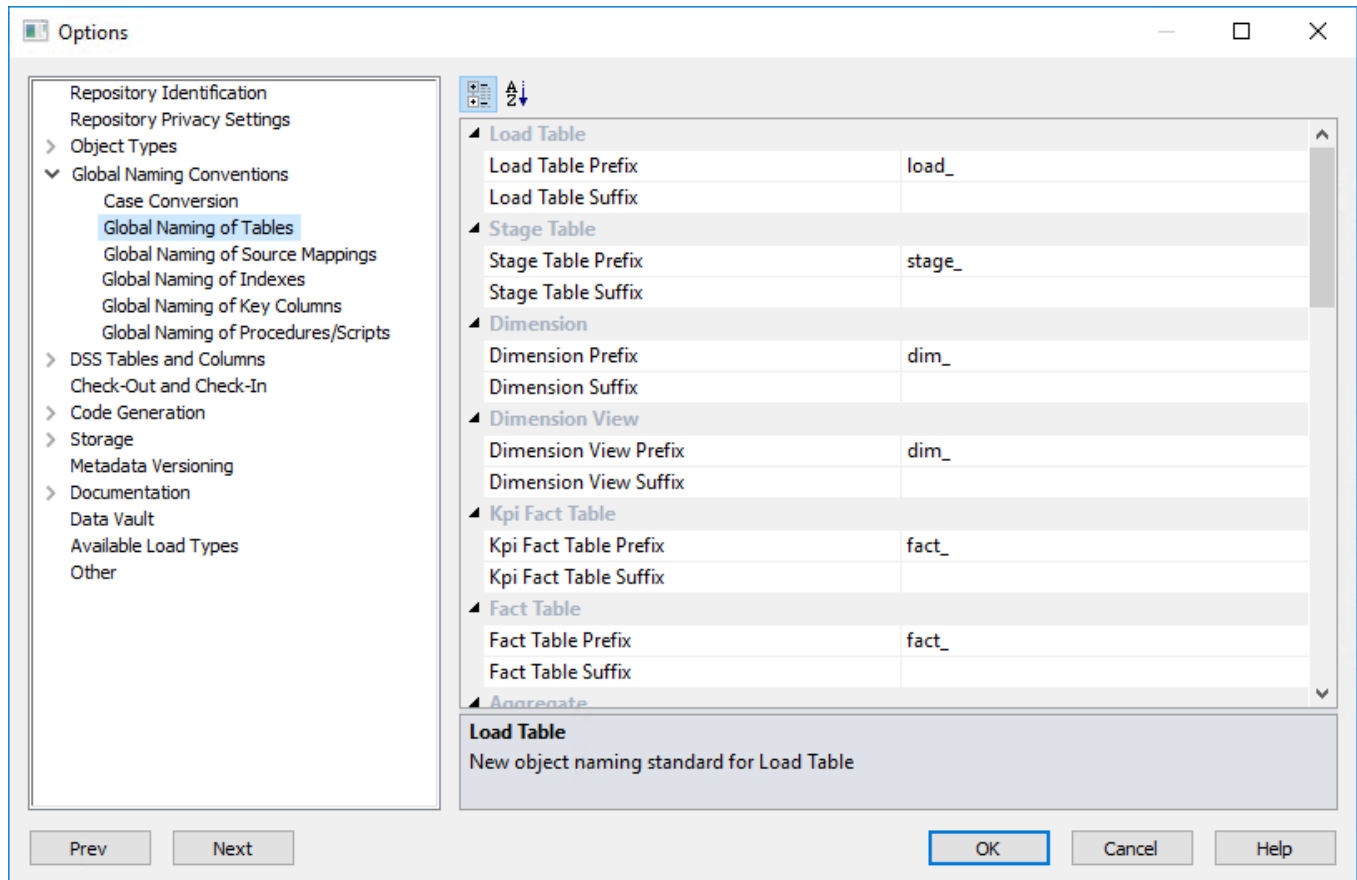 Options
Repository Identification
Repository Privacy Settings
Object Types
Global Naming Conventions
Case Conversion
Global Naming of Tables
Global Naming of Source Mappings
Global Naming of Indexes
Global Naming of Key Columns
Global Naming of Procedures/Scripts
DSS Tables and Columns
Check-Out and Check-In
Code Generation
Storage
Metadata Versioning
Documentation
Data Vault
Available Load Types
Other
Load Table
Load Table Prefix load_
Load Table Suffix
Stage Table
Stage Table Prefix stage_
Stage Table Suffix
Dimension
Dimension Prefix dim_
Dimension Suffix
Dimension View
Dimension View Prefix dim_
Dimension View Suffix
Kpi Fact Table
Kpi Fact Table Prefix fact_
Kpi Fact Table Suffix
Fact Table
Fact Table Prefix fact_
Fact Table Suffix
Aggregate
Load Table
New object naming standard for Load Table
Prev Next OK Cancel Help